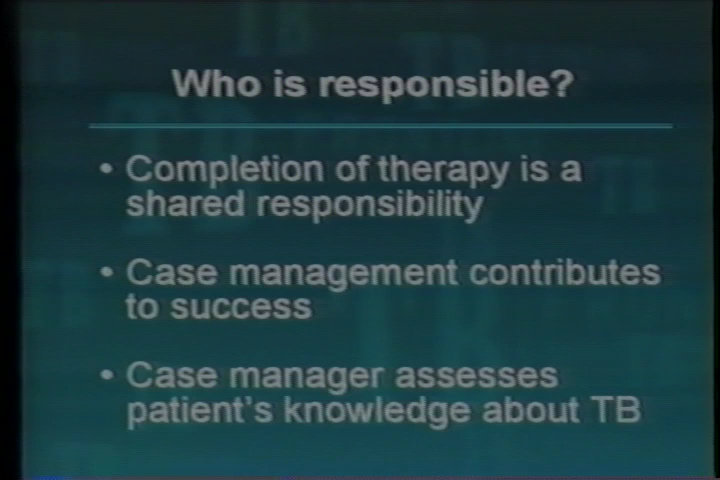 Who is responsible?
• Completion of therapy is a
shared responsibility
• Case management contributes
to success
• Case manager assesses
patient's knowledge about TB